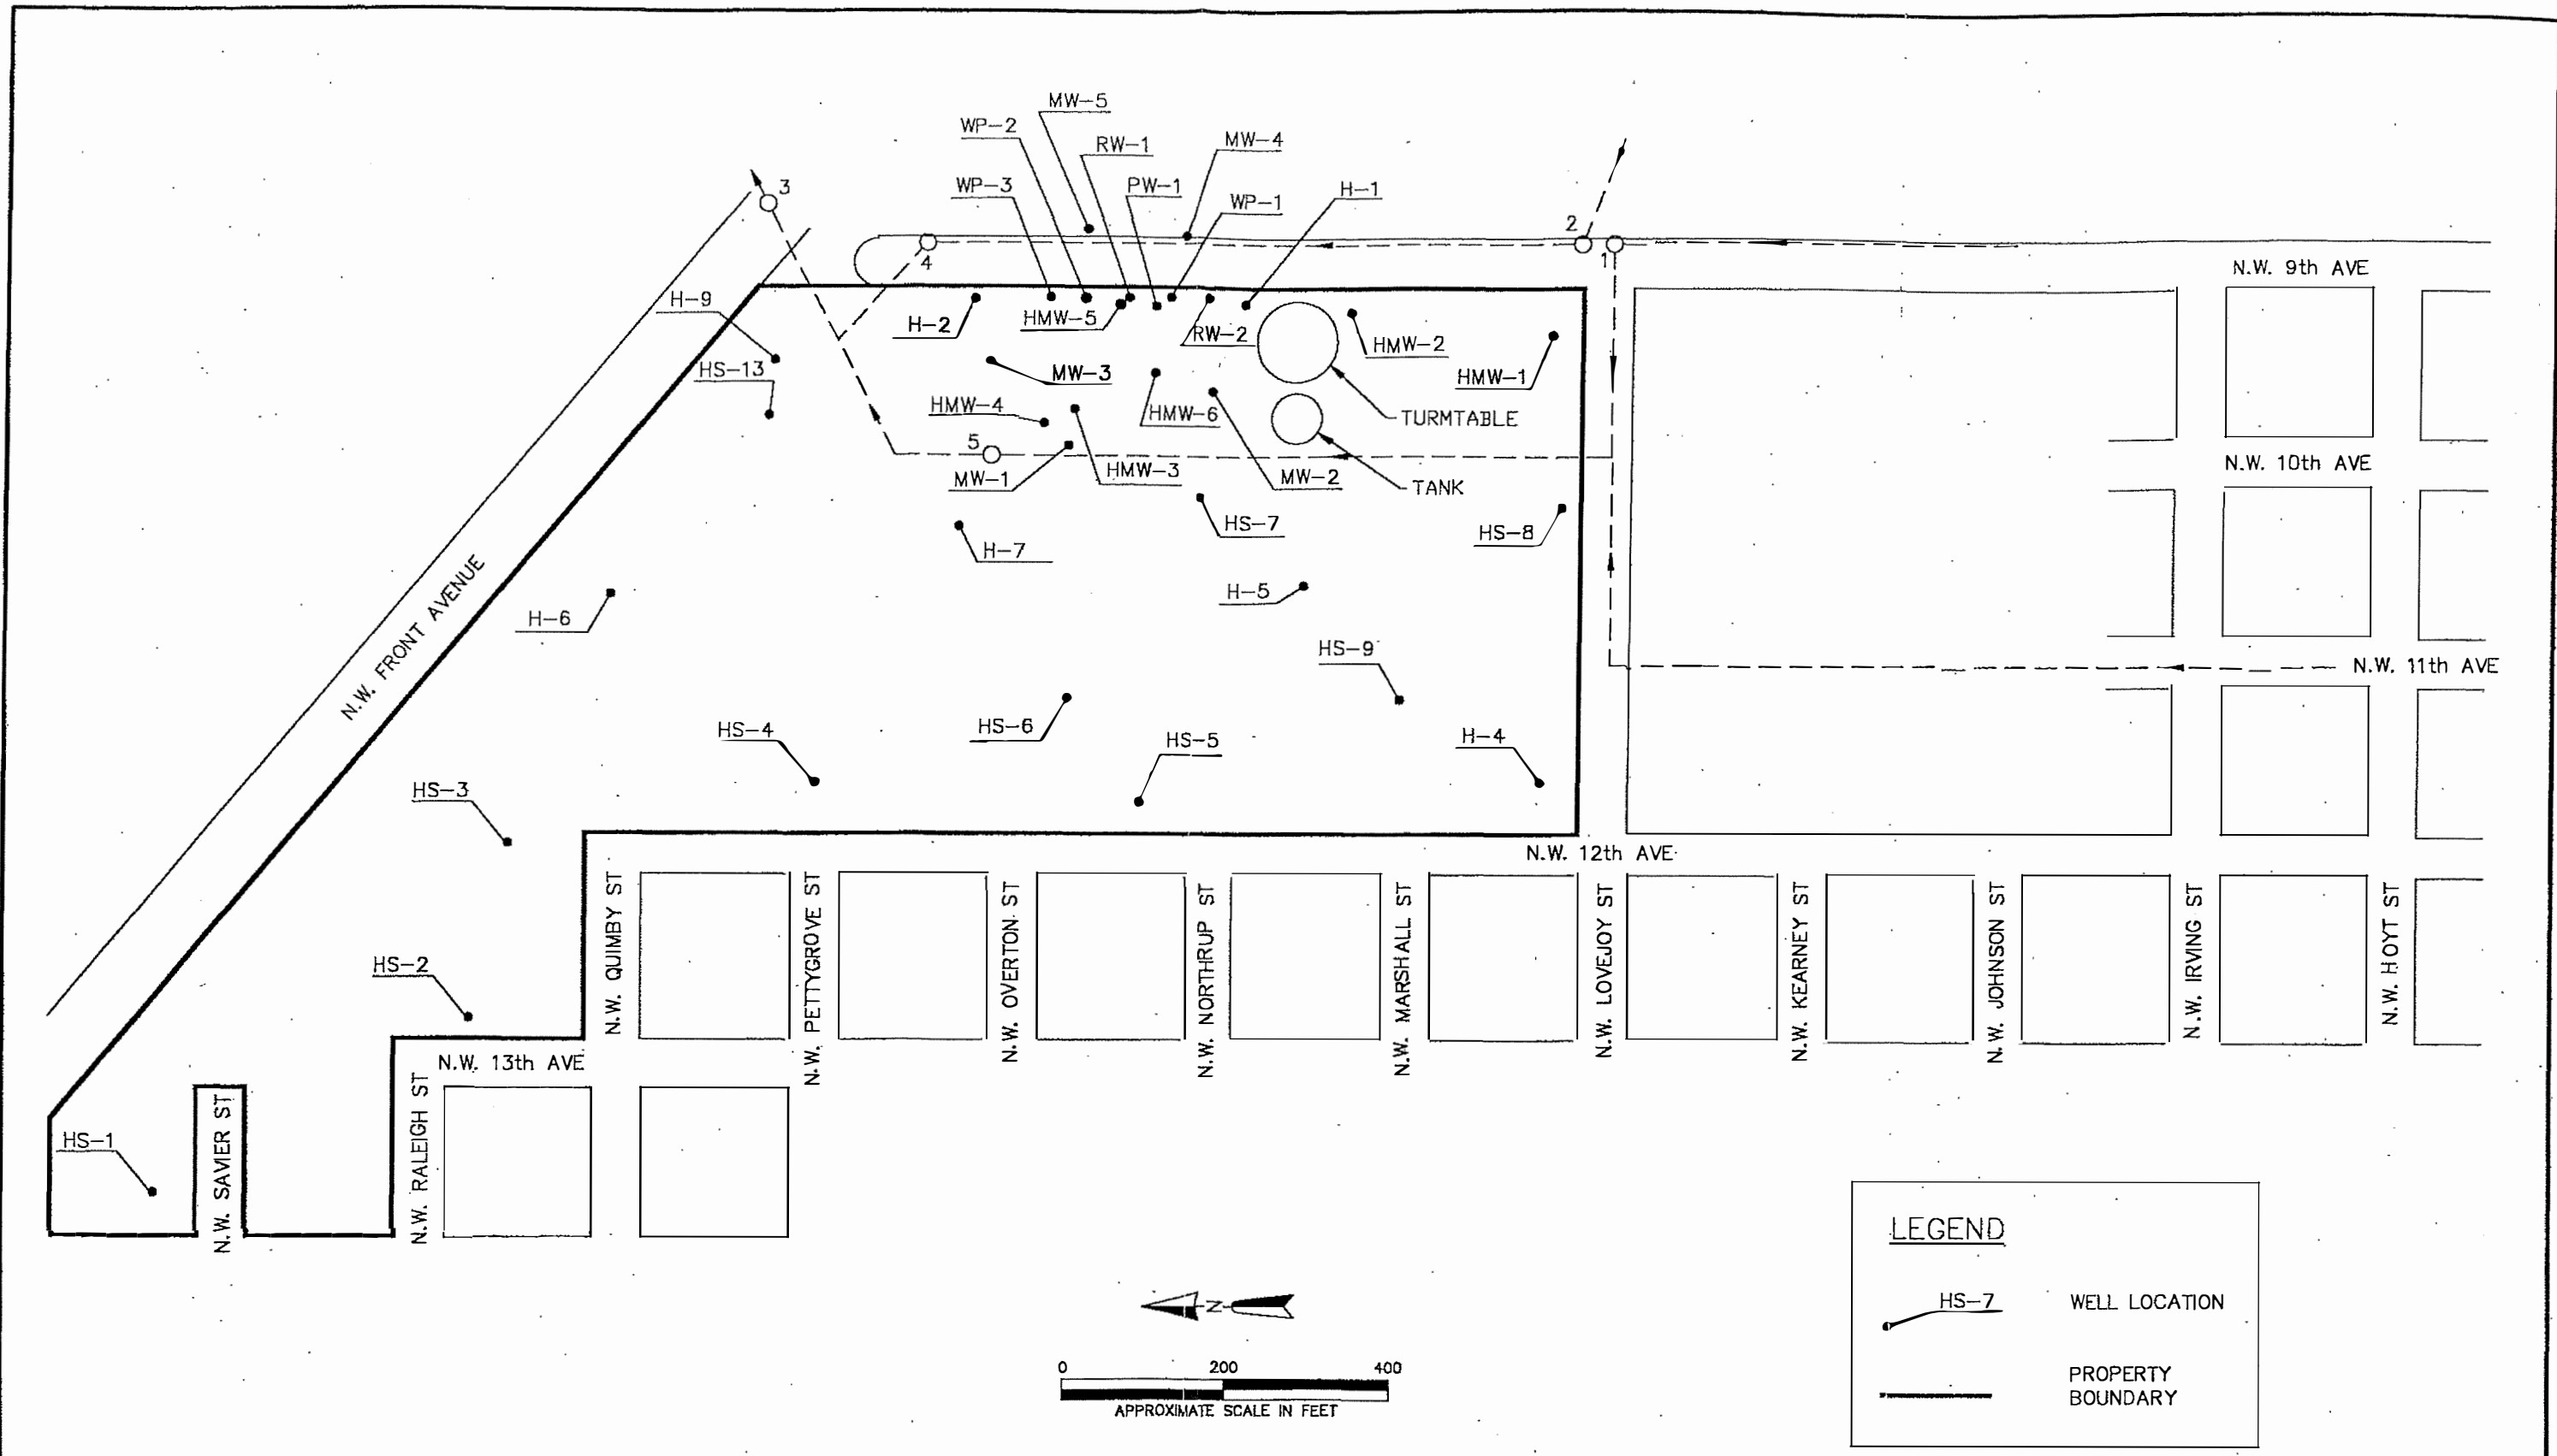 MW-5
WP-2
RW-1
MW-4
WP-3
PW-1
WP-1
H-1
3
2
4
1
N.W. 9th AVE
H-9
H-2
HMW-5
RW-2
HMW-2
HMW-1
HS-13
MW-3
HMW-4
HMW-6
TURMTABLE
5
MW-1
HMW-3
MW-2
TANK
N.W. 10th AVE
H-7
HS-7
HS-8
N.W. FRONT AVENUE
H-6
H-5
HS-9
N.W. 11th AVE
HS-4
HS-6
HS-5
H-4
HS-3
N.W. 12th AVE
HS-2
N.W. QUIMBY ST
N.W. PETTYGROVE ST
N.W. OVERTON ST
N.W. NORTHRUP ST
N.W. MARSHALL ST
N.W. LOVEJOY ST
N.W. KEARNEY ST
N.W. JOHNSON ST
N.W. IRVING ST
N.W. HOYT ST
N.W. 13th AVE
HS-1
N.W. SAVIER ST
N.W. RALEIGH ST
LEGEND
HS-7 WELL LOCATION
PROPERTY
BOUNDARY
N
0 200 400
APPROXIMATE SCALE IN FEET